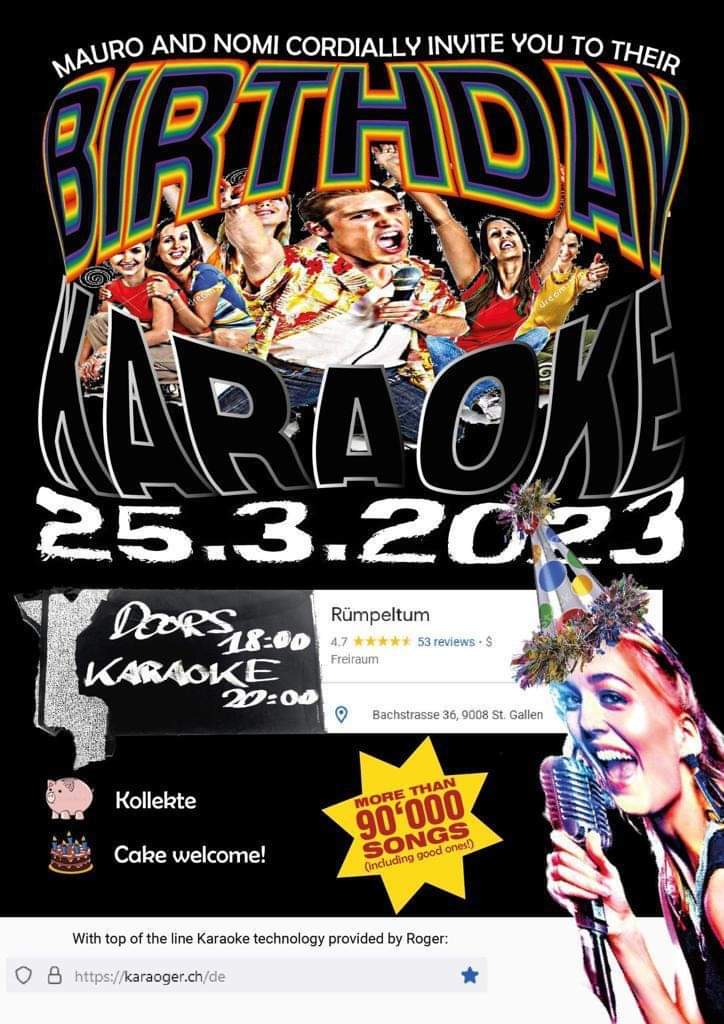 MAURO AND NOMI CORDIALLY INVITE YOU TO THEIR
BIRTHDAY
KARAOKE
25.3.2023
DOORS
18:00
KARAOKE
20:00
Rümpeltum
4.7 ★★★★★ 53 reviews · $
Freiraum
Bachstrasse 36, 9008 St. Gallen
Kollekte
Cake welcome!
MORE THAN
90‘000
SONGS
(including good ones!)
With top of the line Karaoke technology provided by Roger:
https://karaoger.ch/de